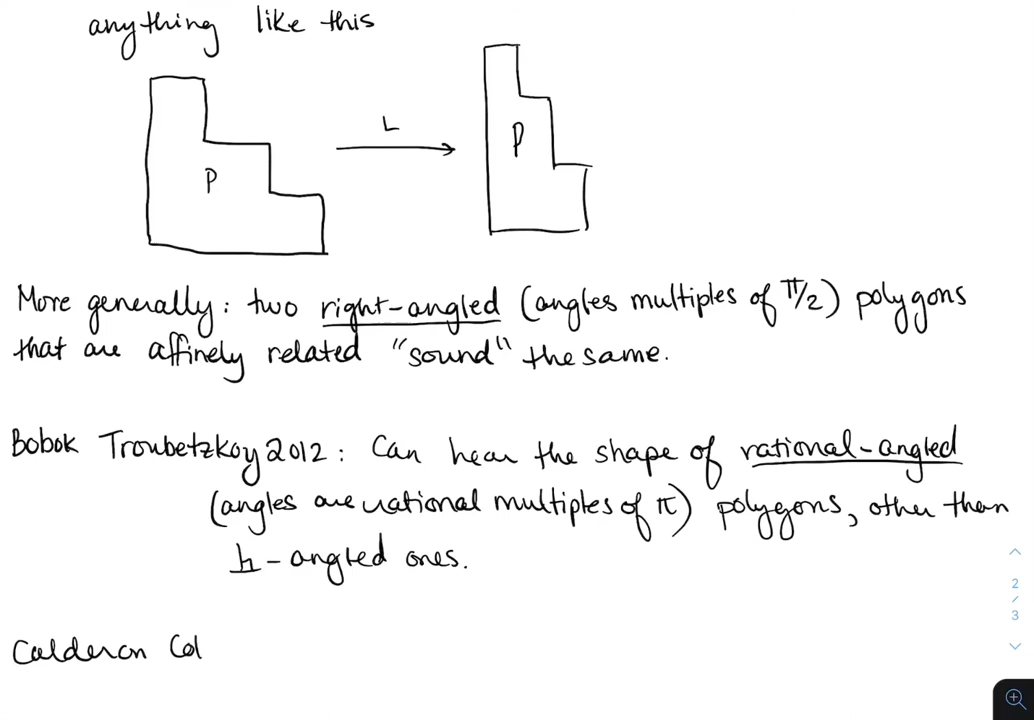 anything like this
P
L
P
More generally: two right-angled (angles multiples of π/2) polygons
that are affinely related "sound" the same.
Bobok Troubetzkoy 2012: Can hear the shape of rational-angled
(angles are rational multiples of π) polygons, other than
h-angled ones.
Calderon Col
2
/
3